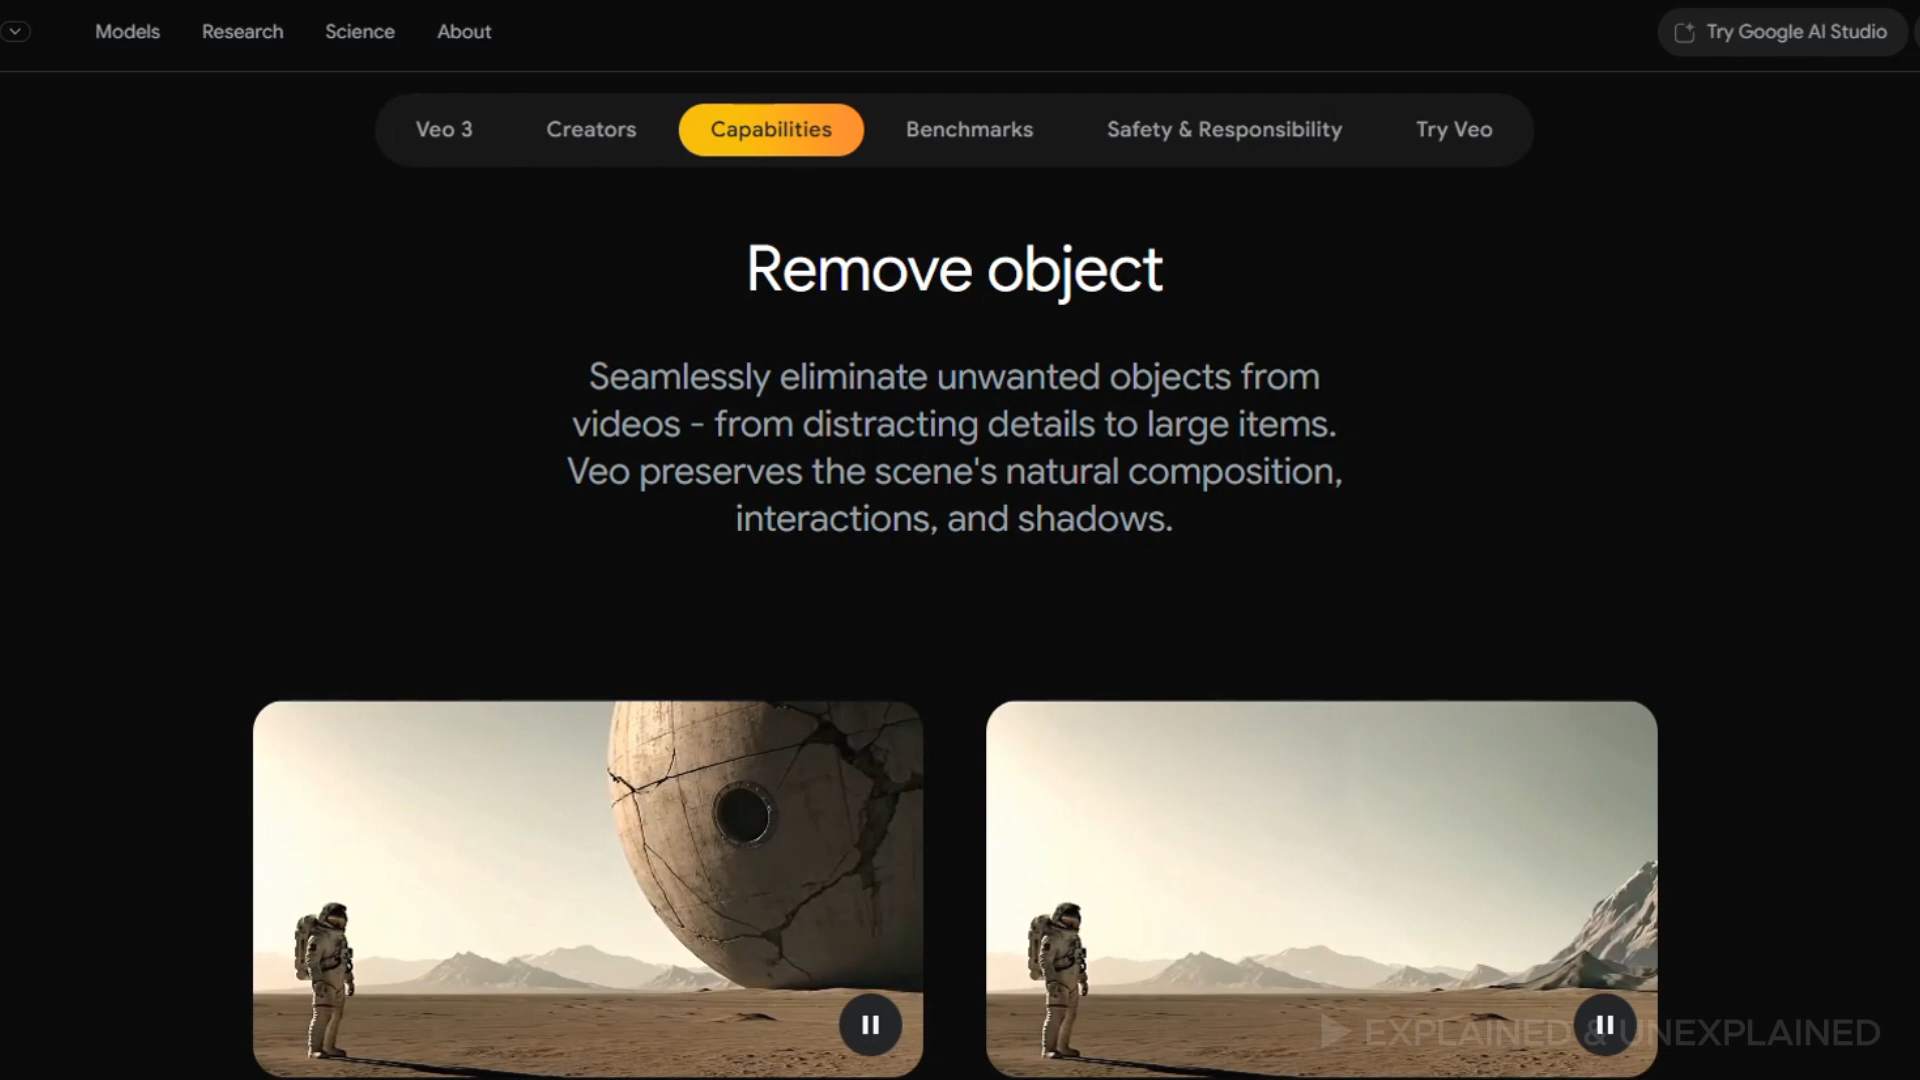 Models
Research
Science
About
Try Google AI Studio
Veo 3
Creators
Capabilities
Benchmarks
Safety & Responsibility
Try Veo
Remove object
Seamlessly eliminate unwanted objects from
videos - from distracting details to large items.
Veo preserves the scene's natural composition,
interactions, and shadows.
EXPLAINED & UNEXPLAINED